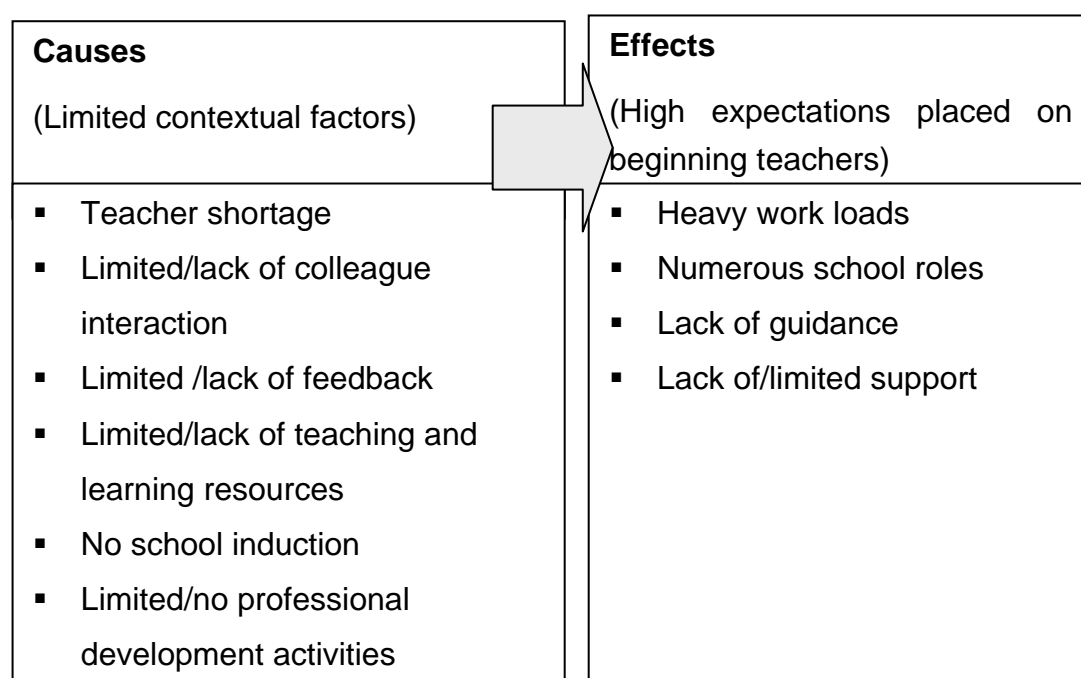 Causes
(Limited contextual factors)
▪ Teacher shortage
▪ Limited/lack of colleague
interaction
▪ Limited /lack of feedback
▪ Limited/lack of teaching and
learning resources
▪ No school induction
▪ Limited/no professional
development activities
Effects
(High expectations placed on
beginning teachers)
▪ Heavy work loads
▪ Numerous school roles
▪ Lack of guidance
▪ Lack of/limited support